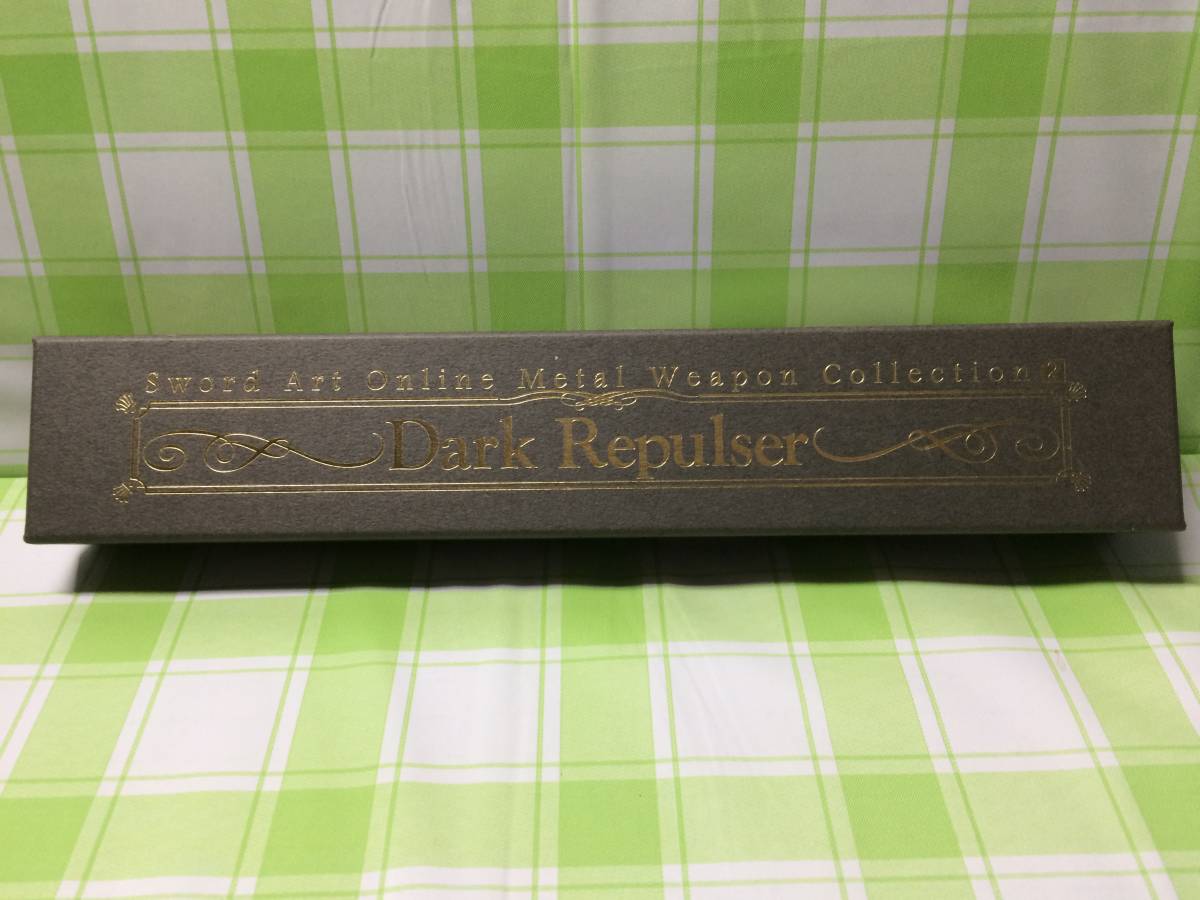 Sword Art Online Metal Weapon Collection 2
Dark Repulser